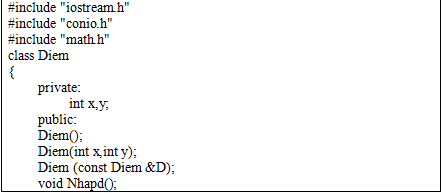 #include "iostream.h"
#include "conio.h"
#include "math.h"
class Diem
{
private:
int x,y;
public:
Diem();
Diem(int x,int y);
Diem (const Diem &D);
void Nhapd();